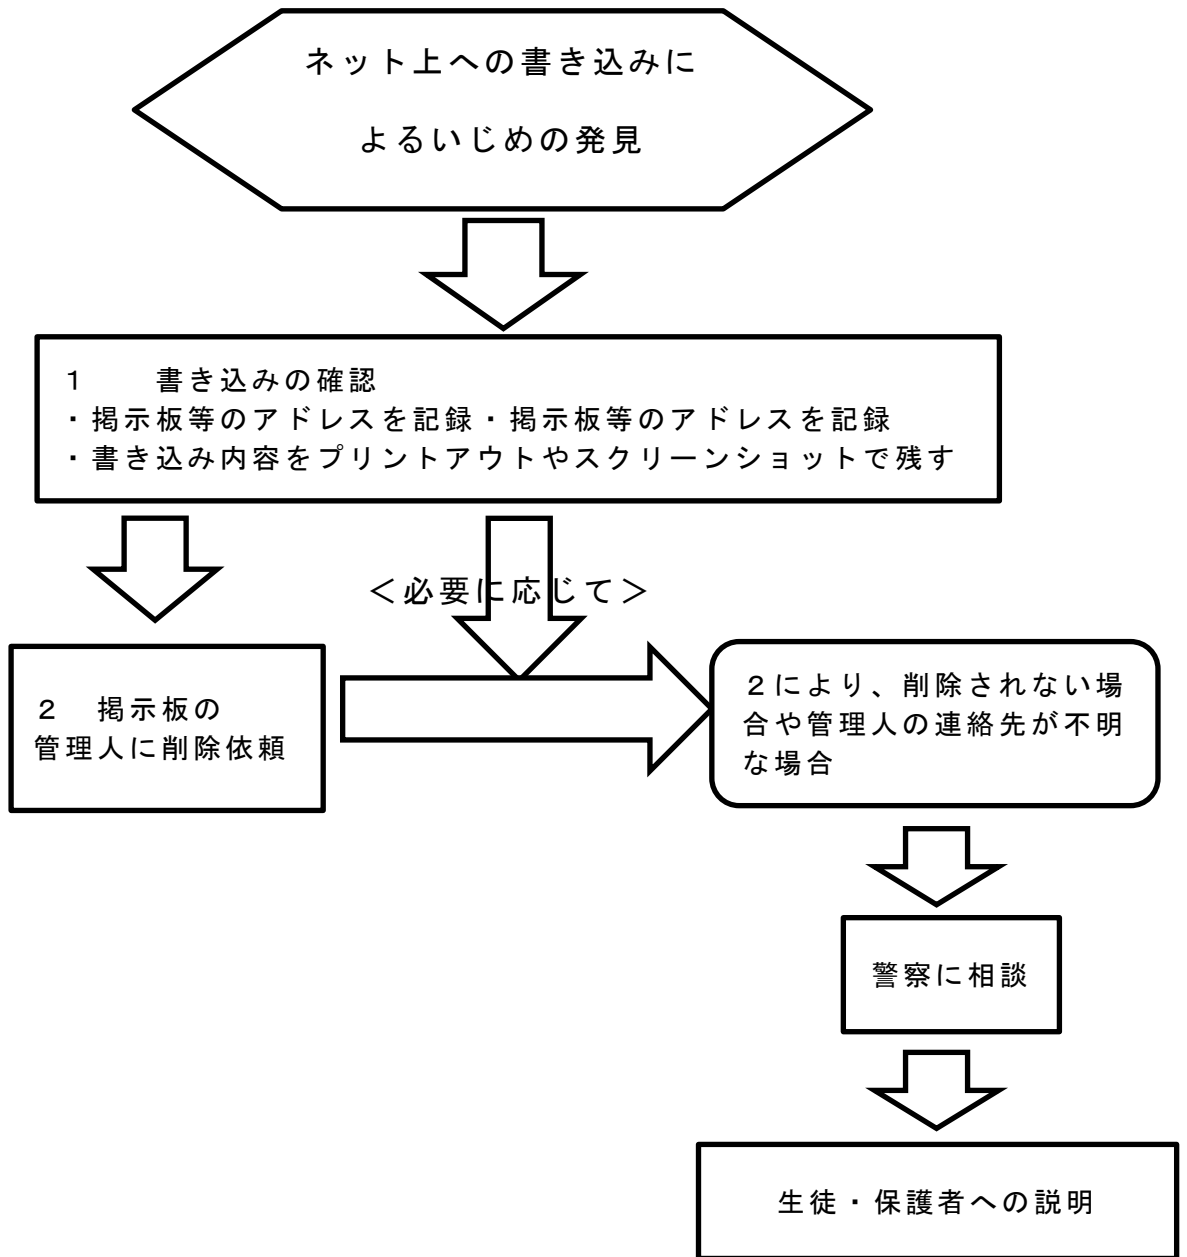 ネット上への書き込みに
よるいじめの発見
１　書き込みの確認
・掲示板等のアドレスを記録・掲示板等のアドレスを記録
・書き込み内容をプリントアウトやスクリーンショットで残す
＜必要に応じて＞
２　掲示板の
管理人に削除依頼
２により、削除されない場
合や管理人の連絡先が不明
な場合
警察に相談
生徒・保護者への説明